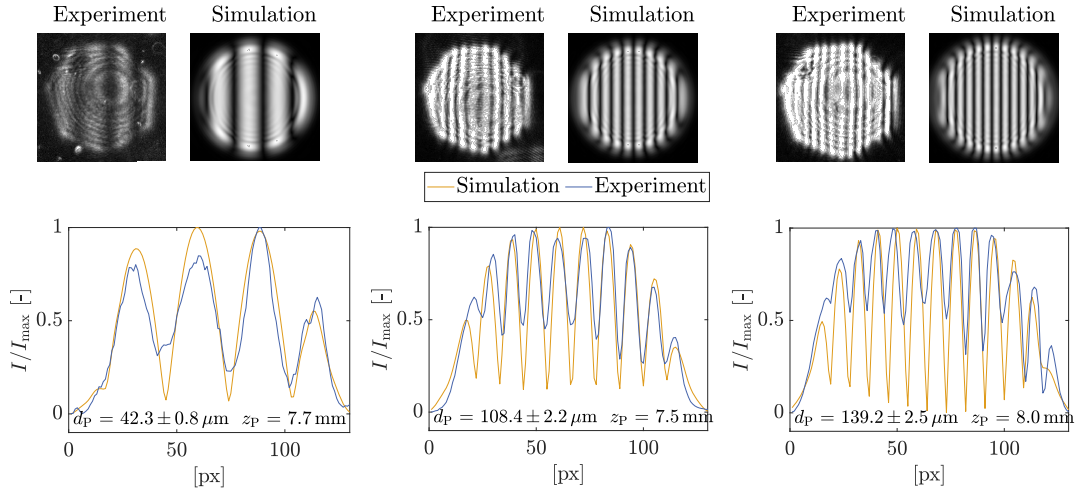 Experiment Simulation
Experiment Simulation
Experiment Simulation
Simulation Experiment
1
0.5
0
I/I_max [-]
d_P = 42.3 ± 0.8 μm z_P = 7.7 mm
0 50 100
[px]
1
0.5
0
I/I_max [-]
d_P = 108.4 ± 2.2 μm z_P = 7.5 mm
0 50 100
[px]
1
0.5
0
I/I_max [-]
d_P = 139.2 ± 2.5 μm z_P = 8.0 mm
0 50 100
[px]